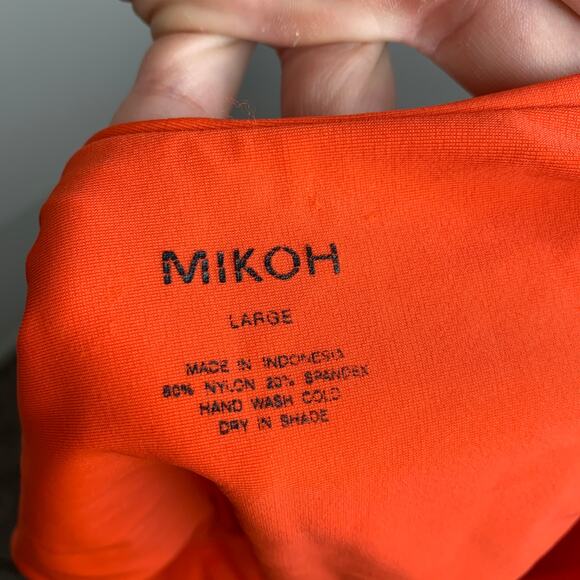 MIKOH
LARGE
MADE IN INDONESIA
80% NYLON 20% SPANDEX
HAND WASH COLD
DRY IN SHADE